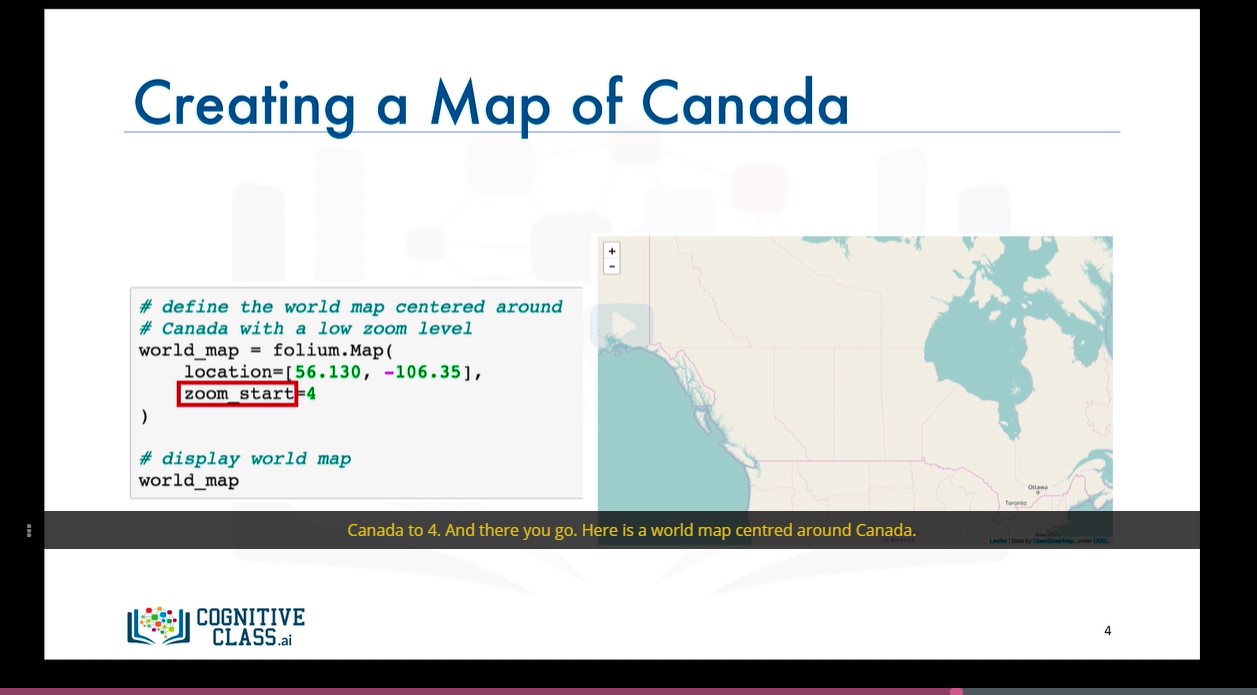 Creating a Map of Canada
+
-
# define the world map centered around
# Canada with a low zoom level
world_map = folium.Map(
location=[56.130, -106.35],
zoom_start=4
)
# display world map
world_map
Ottawa
Toronto
Canada to 4. And there you go. Here is a world map centred around Canada.
Leaflet | Data by OpenStreetMap, under ODbL.
COGNITIVE
CLASS.ai
4